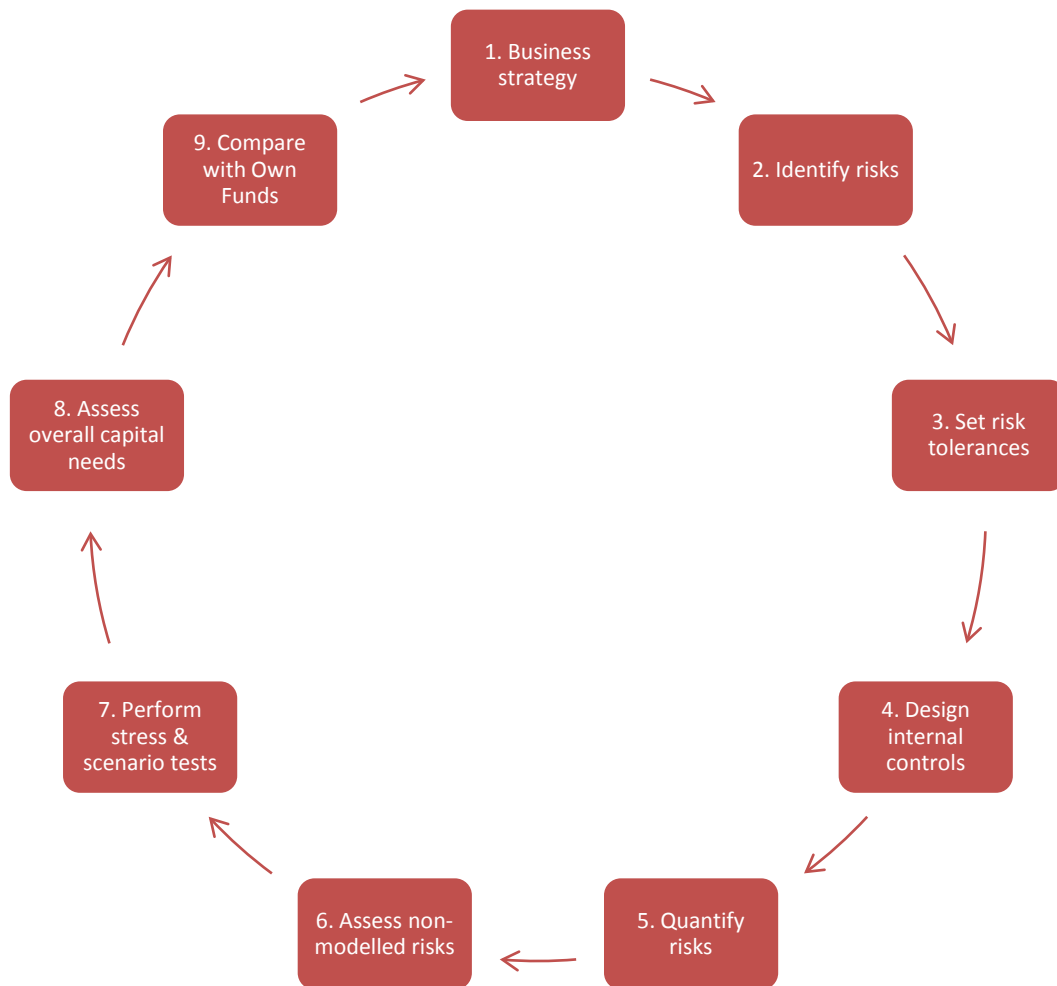 1. Business
strategy
2. Identify risks
3. Set risk
tolerances
4. Design
internal
controls
5. Quantify
risks
6. Assess non-
modelled risks
7. Perform
stress &
scenario tests
8. Assess
overall capital
needs
9. Compare
with Own
Funds